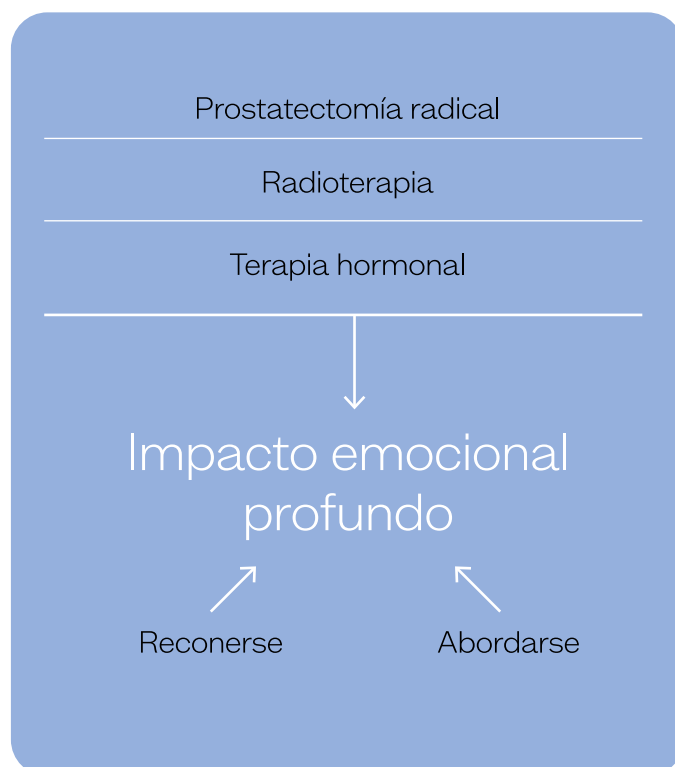 Prostatectomía radical
Radioterapia
Terapia hormonal
Impacto emocional
profundo
Reconerse
Abordarse